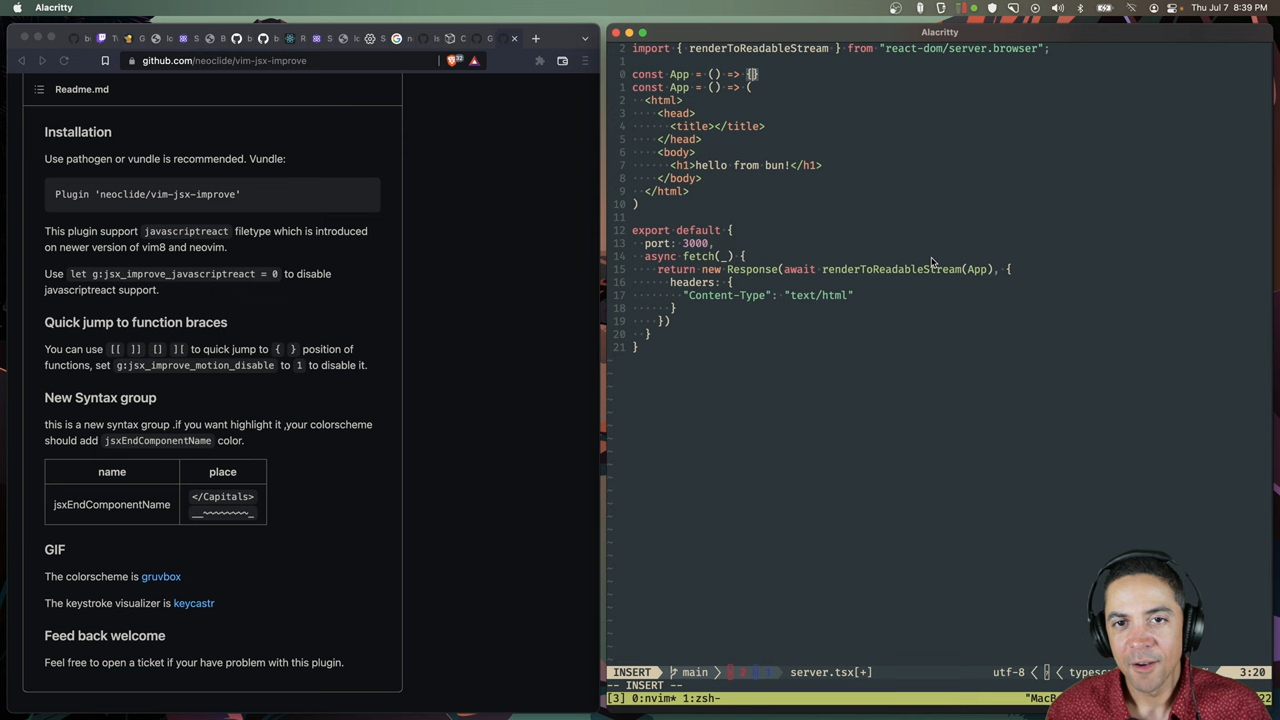 Alacritty
Thu Jul 7 8:39 PM
github.com/neoclide/vim-jsx-improve
32
Readme.md
Installation
Use pathogen or vundle is recommended. Vundle:
Plugin 'neoclide/vim-jsx-improve'
This plugin support javascriptreact filetype which is introduced
on newer version of vim8 and neovim.
Use let g:jsx_improve_javascriptreact = 0 to disable
javascriptreact support.
Quick jump to function braces
You can use [[ ]] [] ][ to quick jump to { } position of
functions, set g:jsx_improve_motion_disable to 1 to disable it.
New Syntax group
this is a new syntax group .if you want highlight it ,your colorscheme
should add jsxEndComponentName color.
name place
jsxEndComponentName </Capitals>
__~~~~~~~~_
GIF
The colorscheme is gruvbox
The keystroke visualizer is keycastr
Feed back welcome
Feel free to open a ticket if your have problem with this plugin.
Alacritty
2 import { renderToReadableStream } from "react-dom/server.browser";
1
0 const App = () => {}
1 const App = () => (
2 <html>
3 <head>
4 <title></title>
5 </head>
6 <body>
7 <h1>hello from bun!</h1>
8 </body>
9 </html>
10 )
11
12 export default {
13 port: 3000,
14 async fetch(_) {
15 return new Response(await renderToReadableStream(App), {
16 headers: {
17 "Content-Type": "text/html"
18 }
19 })
20 }
21 }
INSERT main server.tsx[+] utf-8 3:20
-- INSERT --
[3] 0:nvim* 1:zsh-